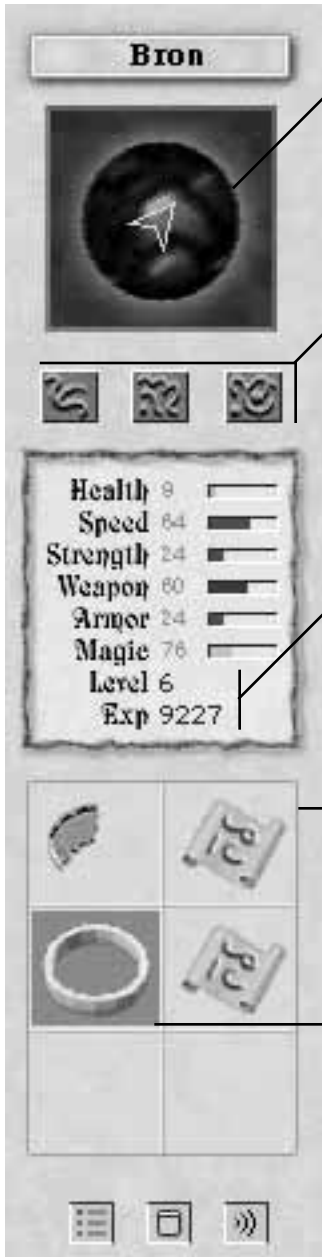 Bron
Health 9
Speed 64
Strength 24
Weapon 60
Armor 24
Magic 76
Level 6
Exp 9227